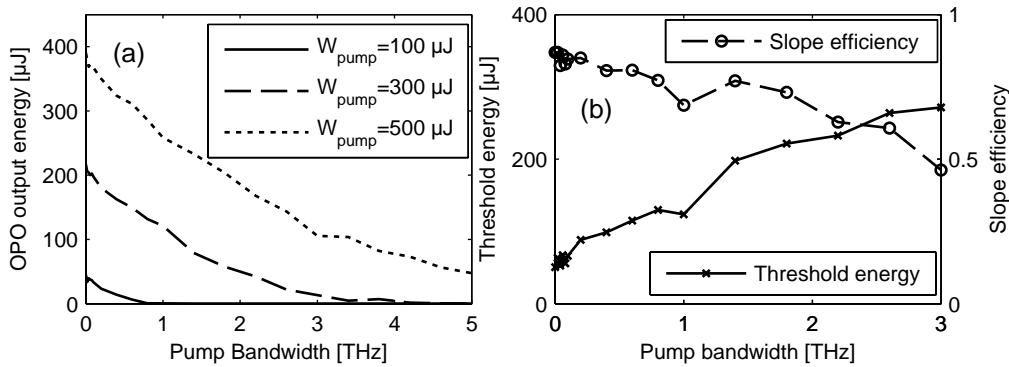 (a)
W_pump=100 µJ
W_pump=300 µJ
W_pump=500 µJ
OPO output energy [µJ]
400
300
200
100
0
0 1 2 3 4 5
Pump Bandwidth [THz]
(b)
Slope efficiency
Threshold energy
Threshold energy [µJ]
400
200
0
1
0.5
0
Slope efficiency
0 1 2 3
Pump bandwidth [THz]